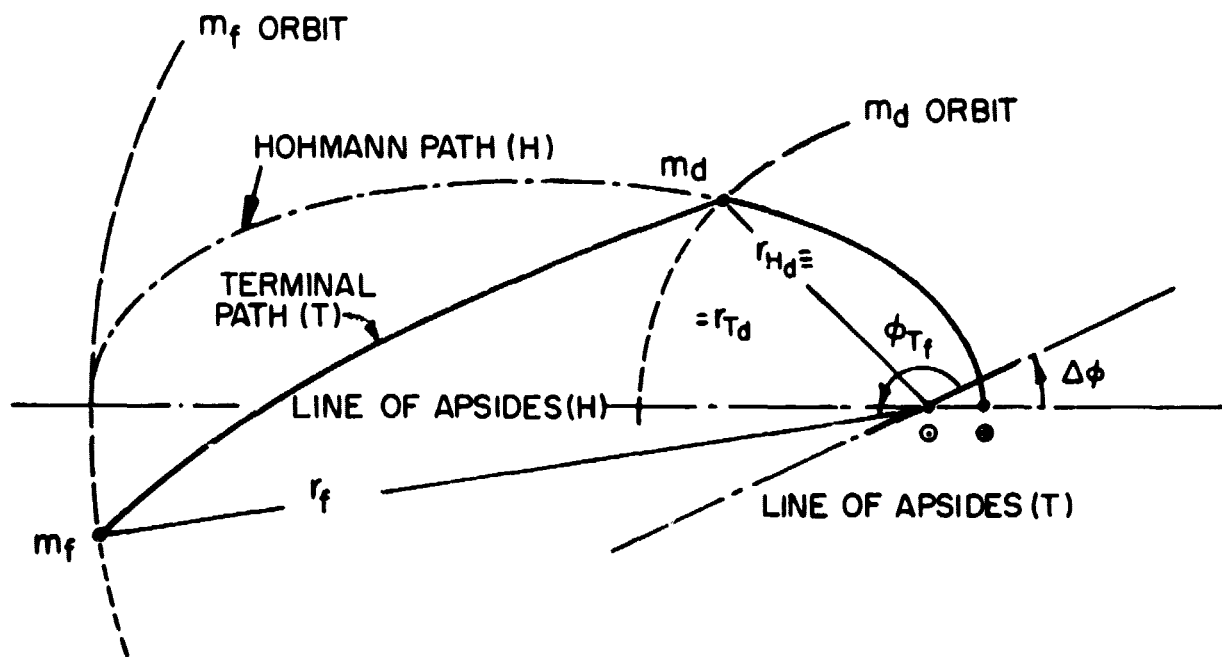 m_f ORBIT
m_d ORBIT
HOHMANN PATH (H)
m_d
r_{H_d} ≡
TERMINAL
PATH (T)
≡ r_{T_d}
ϕ_{T_f}
Δϕ
LINE OF APSIDES (H)
⊙ ⊕
r_f
LINE OF APSIDES (T)
m_f